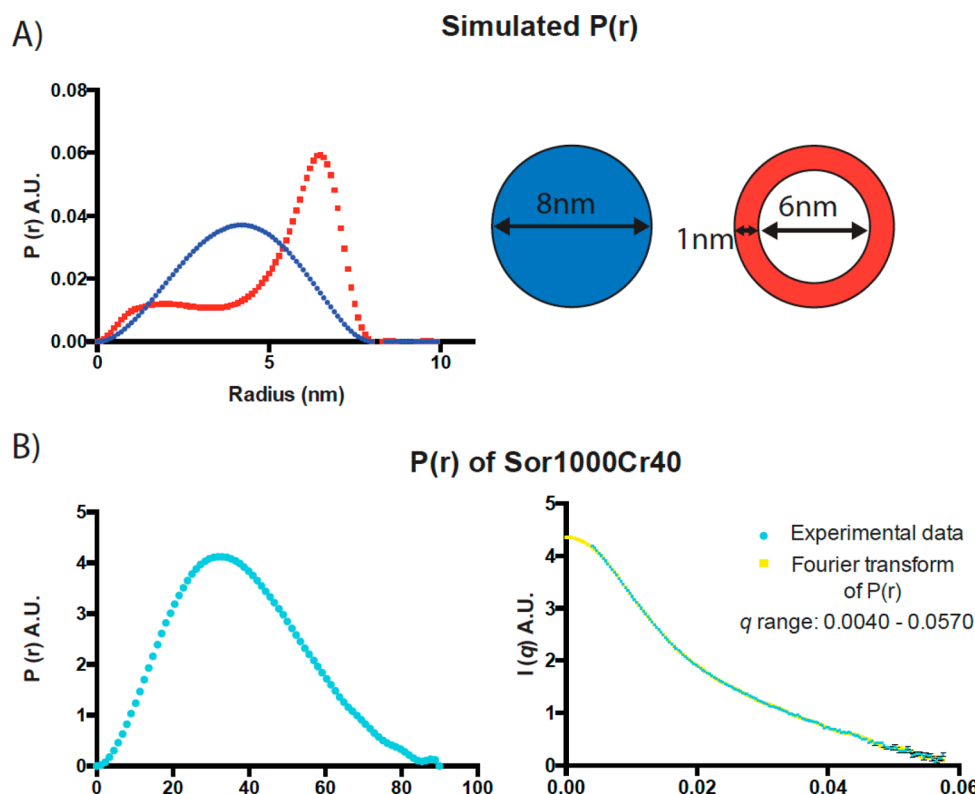 A)
Simulated P(r)
P (r) A.U.
0.08
0.06
0.04
0.02
0.00
0
5
10
Radius (nm)
8nm
1nm
6nm
B)
P(r) of Sor1000Cr40
P (r) A.U.
5
4
3
2
1
0
0
20
40
60
80
100
I (q) A.U.
5
4
3
2
1
0
0.00
0.02
0.04
0.06
Experimental data
Fourier transform
of P(r)
q range: 0.0040 - 0.0570